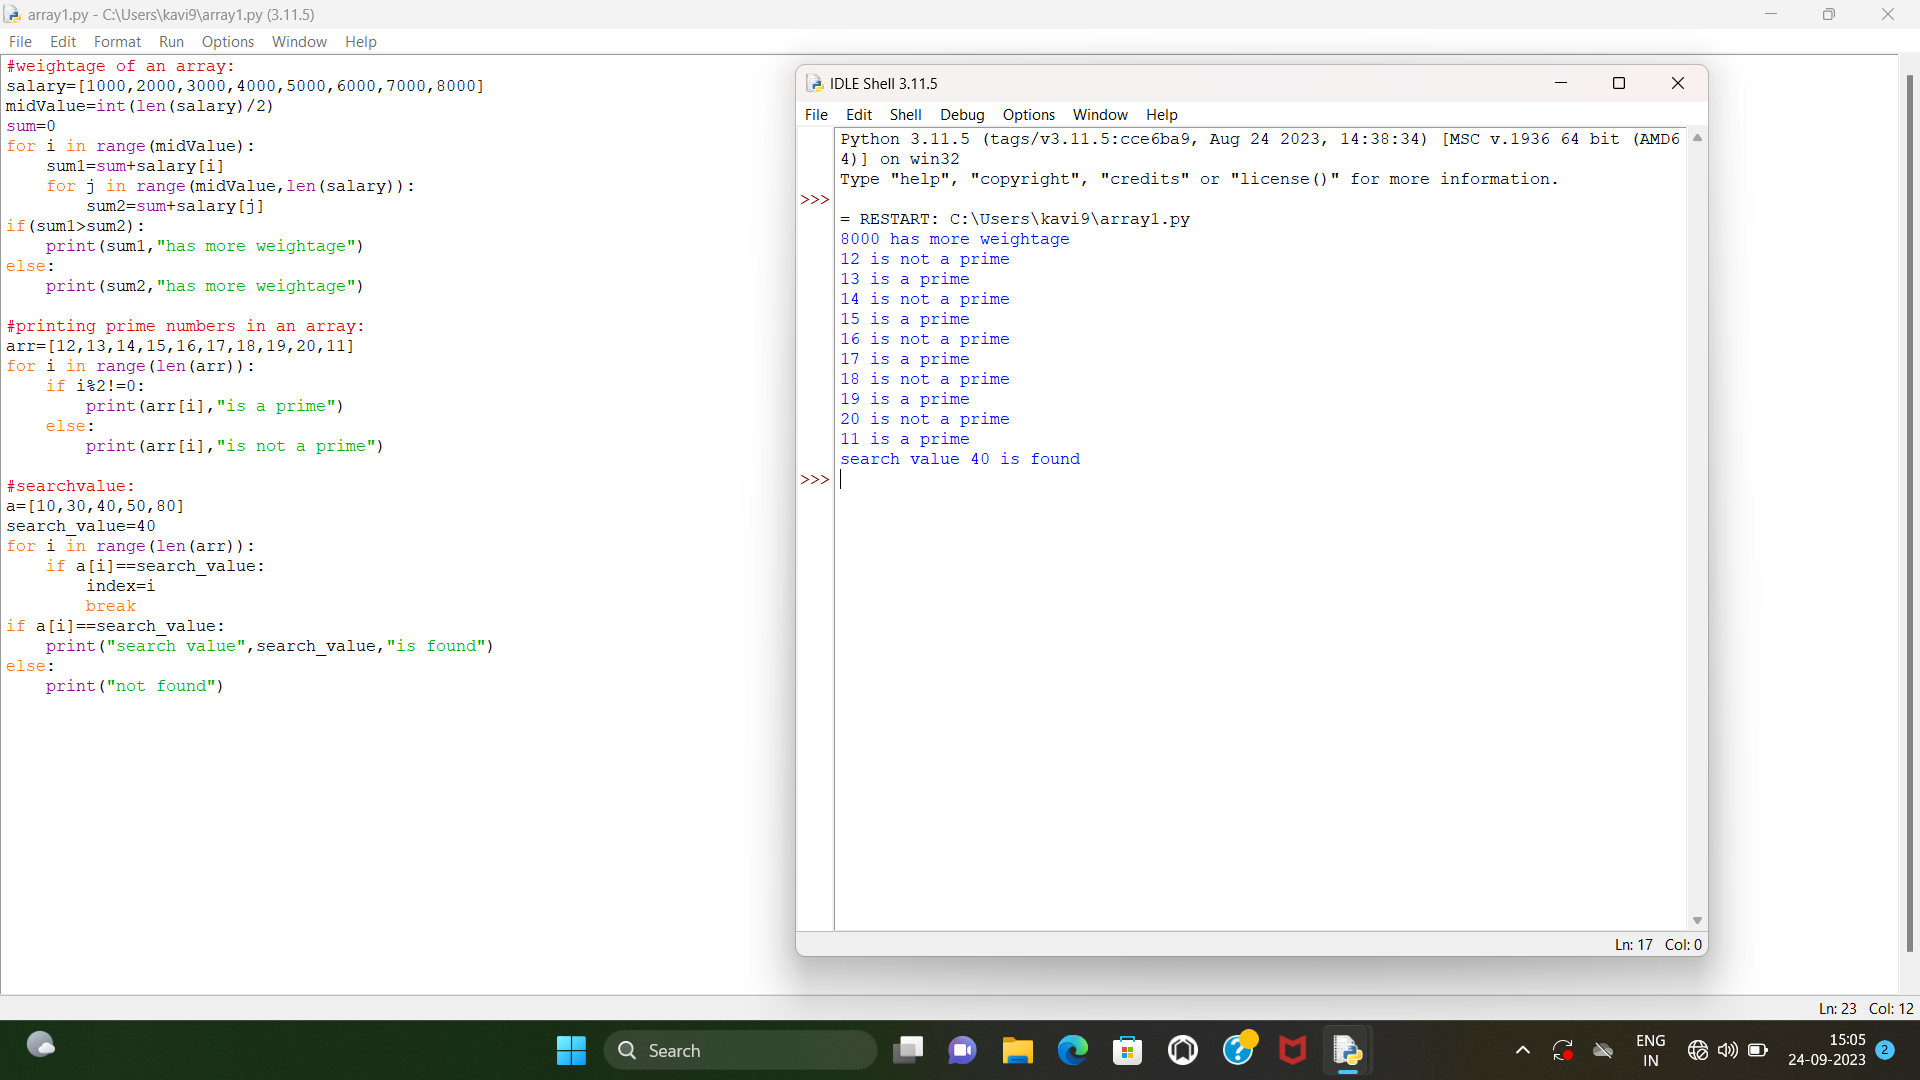 array1.py - C:\Users\kavi9\array1.py (3.11.5)
File Edit Format Run Options Window Help
#weightage of an array:
salary=[1000,2000,3000,4000,5000,6000,7000,8000]
midValue=int(len(salary)/2)
sum=0
for i in range(midValue):
    sum1=sum+salary[i]
    for j in range(midValue,len(salary)):
        sum2=sum+salary[j]
if(sum1>sum2):
    print(sum1,"has more weightage")
else:
    print(sum2,"has more weightage")
#printing prime numbers in an array:
arr=[12,13,14,15,16,17,18,19,20,11]
for i in range(len(arr)):
    if i%2!=0:
        print(arr[i],"is a prime")
    else:
        print(arr[i],"is not a prime")
#searchvalue:
a=[10,30,40,50,80]
search_value=40
for i in range(len(arr)):
    if a[i]==search_value:
        index=i
        break
if a[i]==search_value:
    print("search value",search_value,"is found")
else:
    print("not found")
IDLE Shell 3.11.5
File Edit Shell Debug Options Window Help
Python 3.11.5 (tags/v3.11.5:cce6ba9, Aug 24 2023, 14:38:34) [MSC v.1936 64 bit (AMD6
4)] on win32
Type "help", "copyright", "credits" or "license()" for more information.
>>>
= RESTART: C:\Users\kavi9\array1.py
8000 has more weightage
12 is not a prime
13 is a prime
14 is not a prime
15 is a prime
16 is not a prime
17 is a prime
18 is not a prime
19 is a prime
20 is not a prime
11 is a prime
search value 40 is found
>>>
Ln: 17 Col: 0
Ln: 23 Col: 12
Search
ENG
IN
15:05
24-09-2023
2